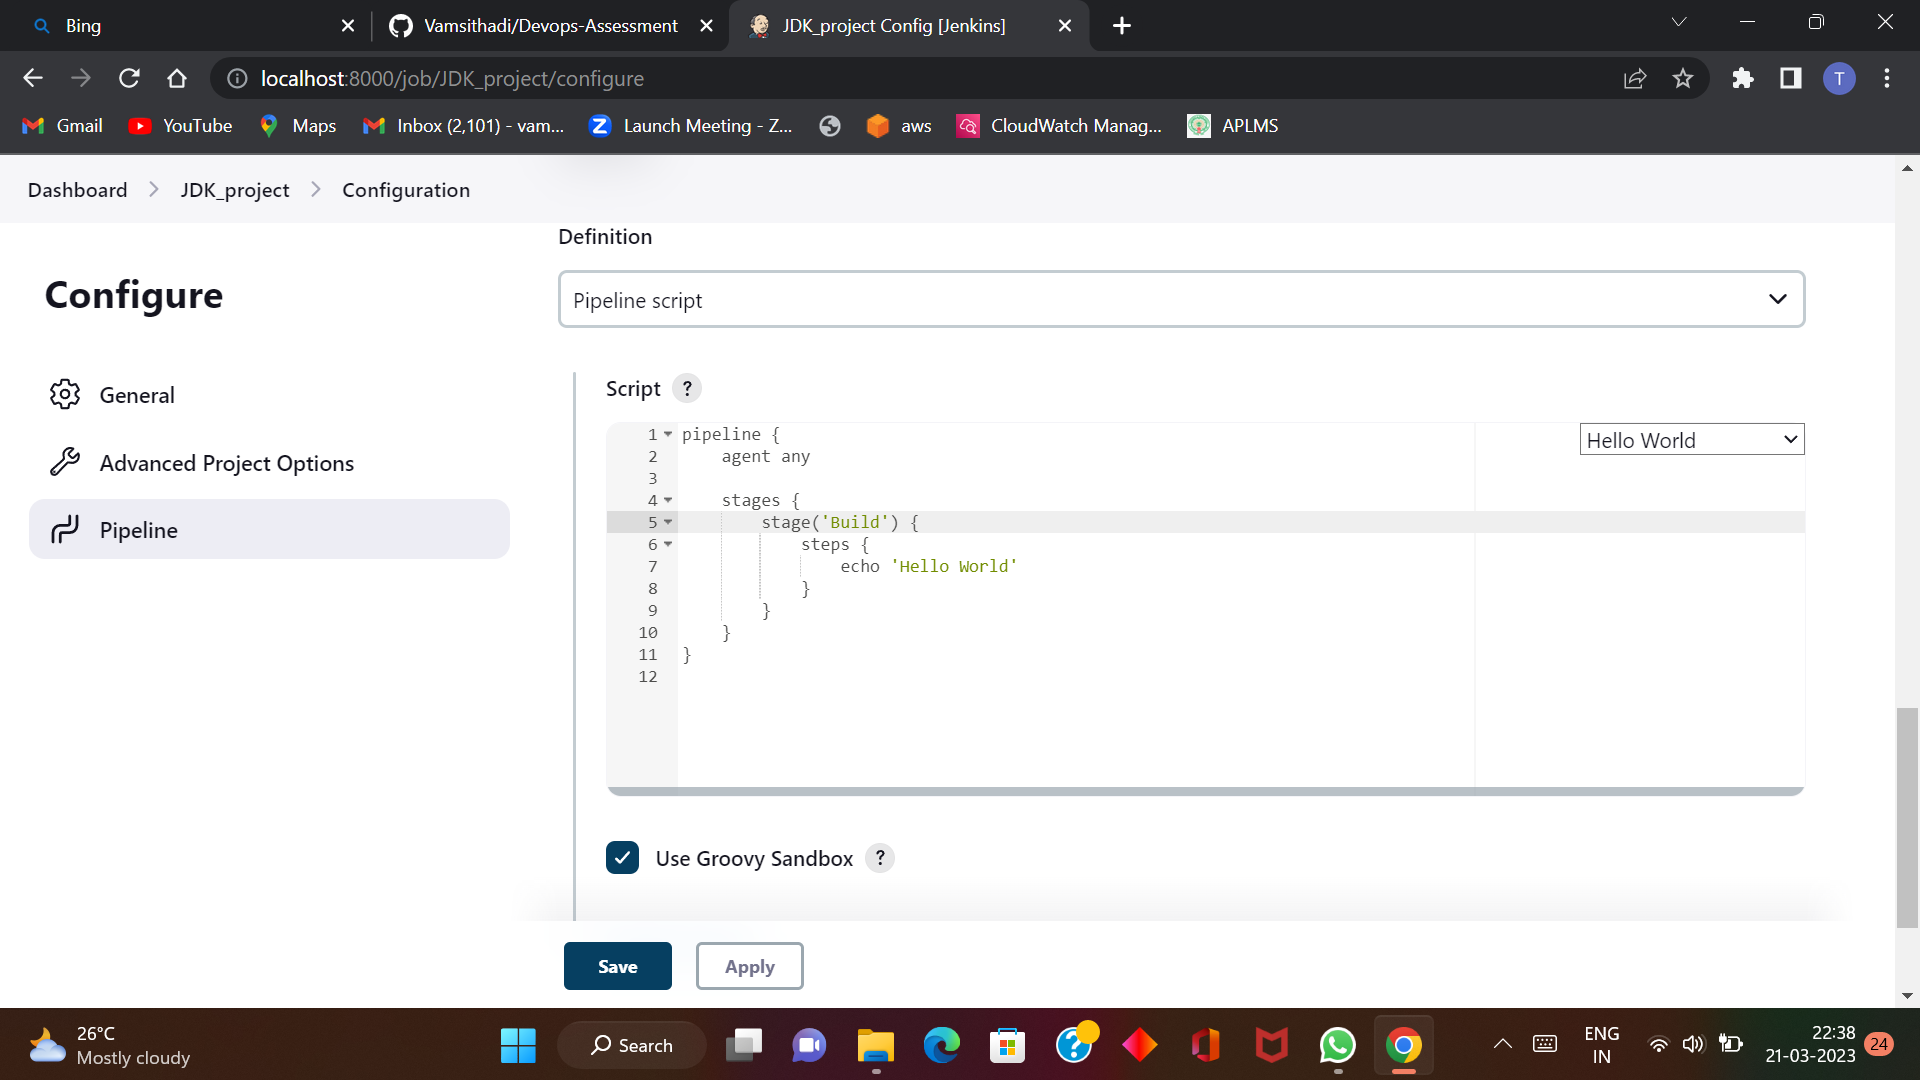 Bing
Vamsithadi/Devops-Assessment
JDK_project Config [Jenkins]
localhost:8000/job/JDK_project/configure
T
Gmail
YouTube
Maps
Inbox (2,101) - vam...
Launch Meeting - Z...
aws
CloudWatch Manag...
APLMS
Dashboard
JDK_project
Configuration
Definition
Configure
Pipeline script
General
Advanced Project Options
Pipeline
Script ?
Hello World
1 pipeline {
2 agent any
3
4 stages {
5 stage('Build') {
6 steps {
7 echo 'Hello World'
8 }
9 }
10 }
11 }
12
Use Groovy Sandbox ?
Save
Apply
26°C
Mostly cloudy
Search
ENG
IN
22:38
21-03-2023
24